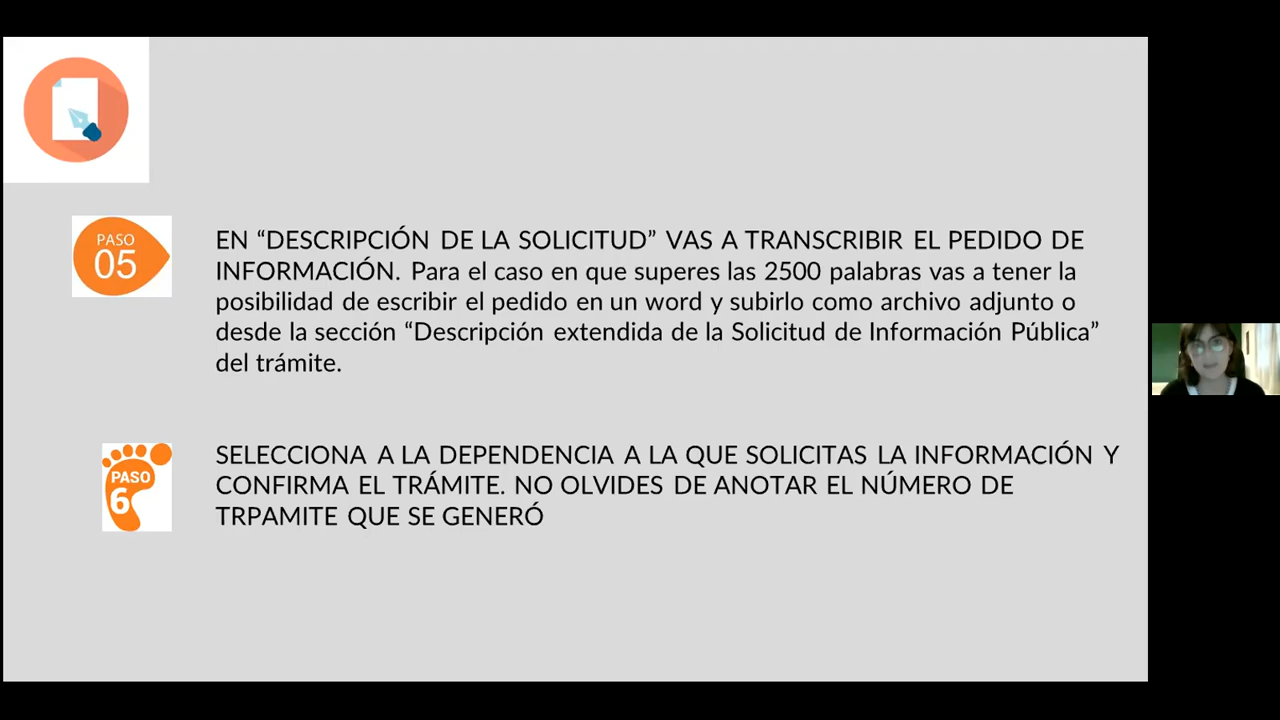 PASO
05
EN “DESCRIPCIÓN DE LA SOLICITUD” VAS A TRANSCRIBIR EL PEDIDO DE
INFORMACIÓN. Para el caso en que superes las 2500 palabras vas a tener la
posibilidad de escribir el pedido en un word y subirlo como archivo adjunto o
desde la sección “Descripción extendida de la Solicitud de Información Pública”
del trámite.
PASO
6
SELECCIONA A LA DEPENDENCIA A LA QUE SOLICITAS LA INFORMACIÓN Y
CONFIRMA EL TRÁMITE. NO OLVIDES DE ANOTAR EL NÚMERO DE
TRPAMITE QUE SE GENERÓ